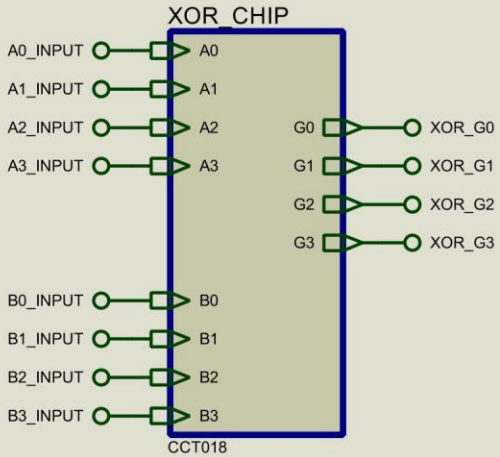 XOR_CHIP
A0_INPUT A0
A1_INPUT A1
A2_INPUT A2
A3_INPUT A3
G0 XOR_G0
G1 XOR_G1
G2 XOR_G2
G3 XOR_G3
B0_INPUT B0
B1_INPUT B1
B2_INPUT B2
B3_INPUT B3
CCT018